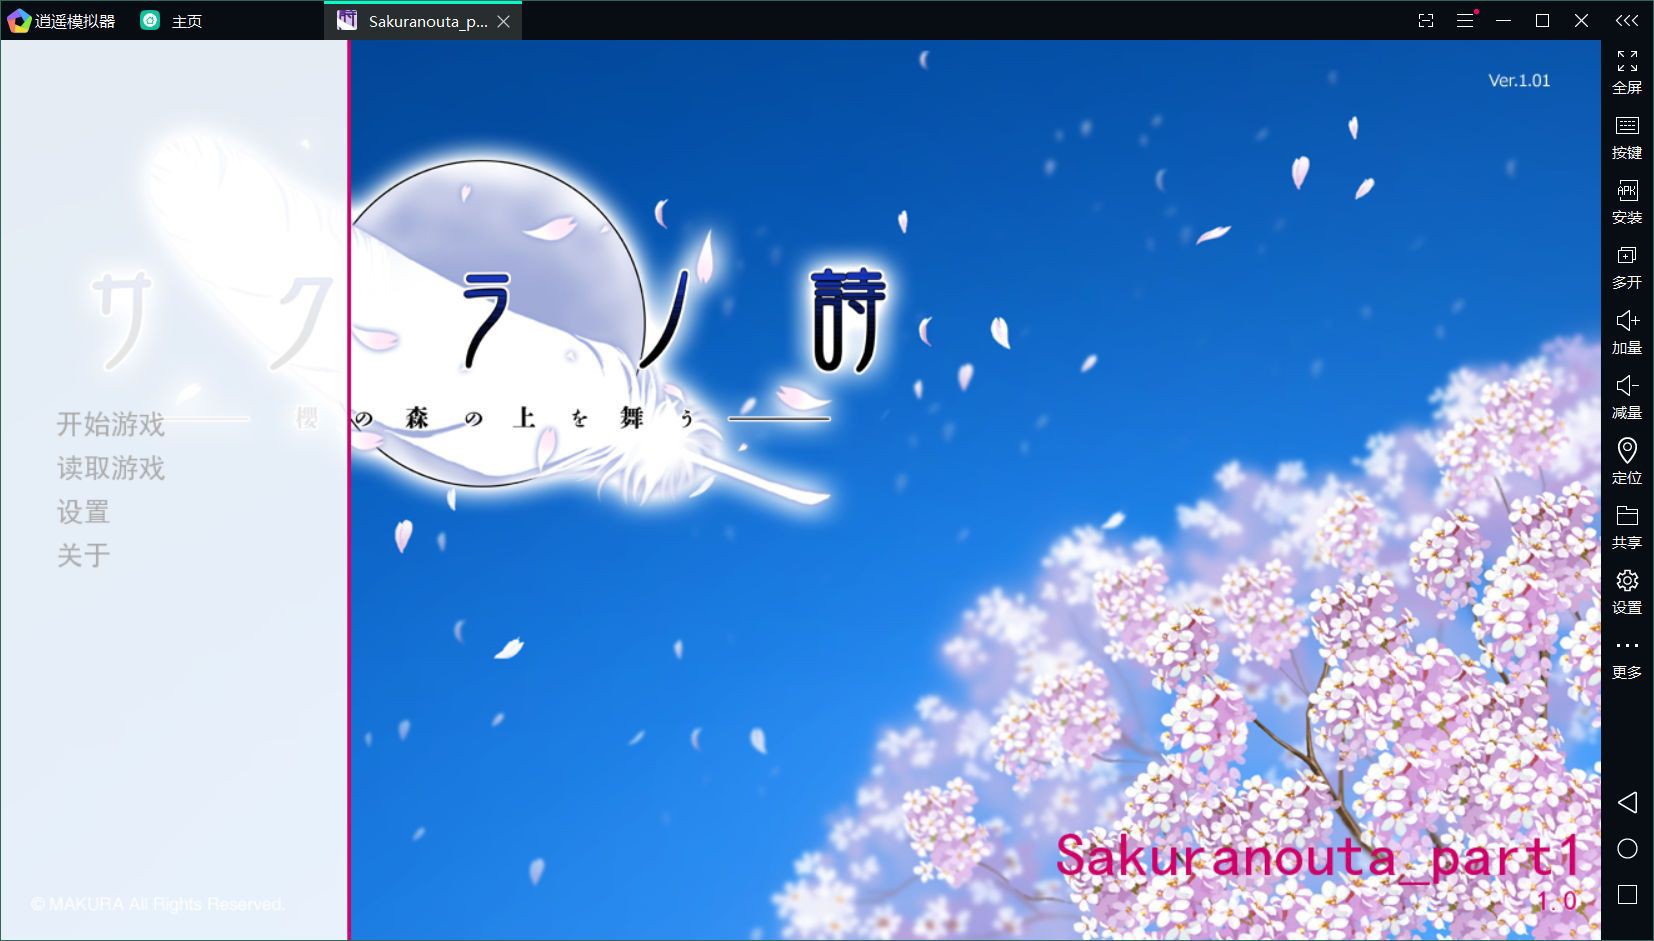 逍遥模拟器
主页
Sakuranouta_p...
Ver.1.01
全屏
按键
APK
安装
多开
加量
减量
定位
共享
设置
更多
サクラノ詩
櫻の森の上を舞う
开始游戏
读取游戏
设置
关于
Sakuranouta_part1
1.0
© MAKURA All Rights Reserved.